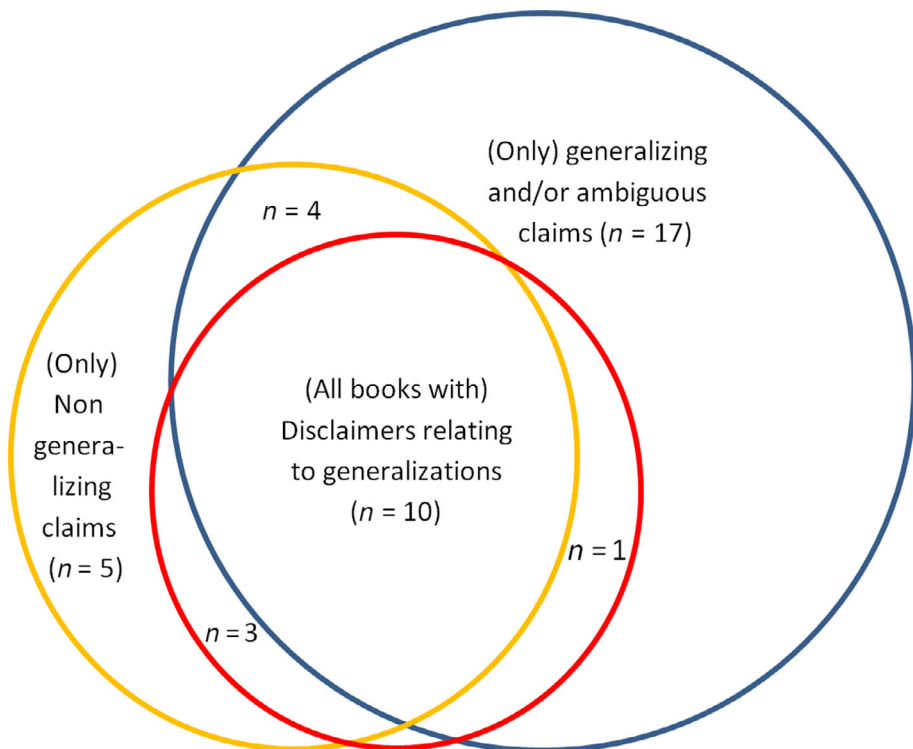 (Only) generalizing
and/or ambiguous
claims (n = 17)
n = 4
(Only)
Non
genera-
lizing
claims
(n = 5)
(All books with)
Disclaimers relating
to generalizations
(n = 10)
n = 1
n = 3